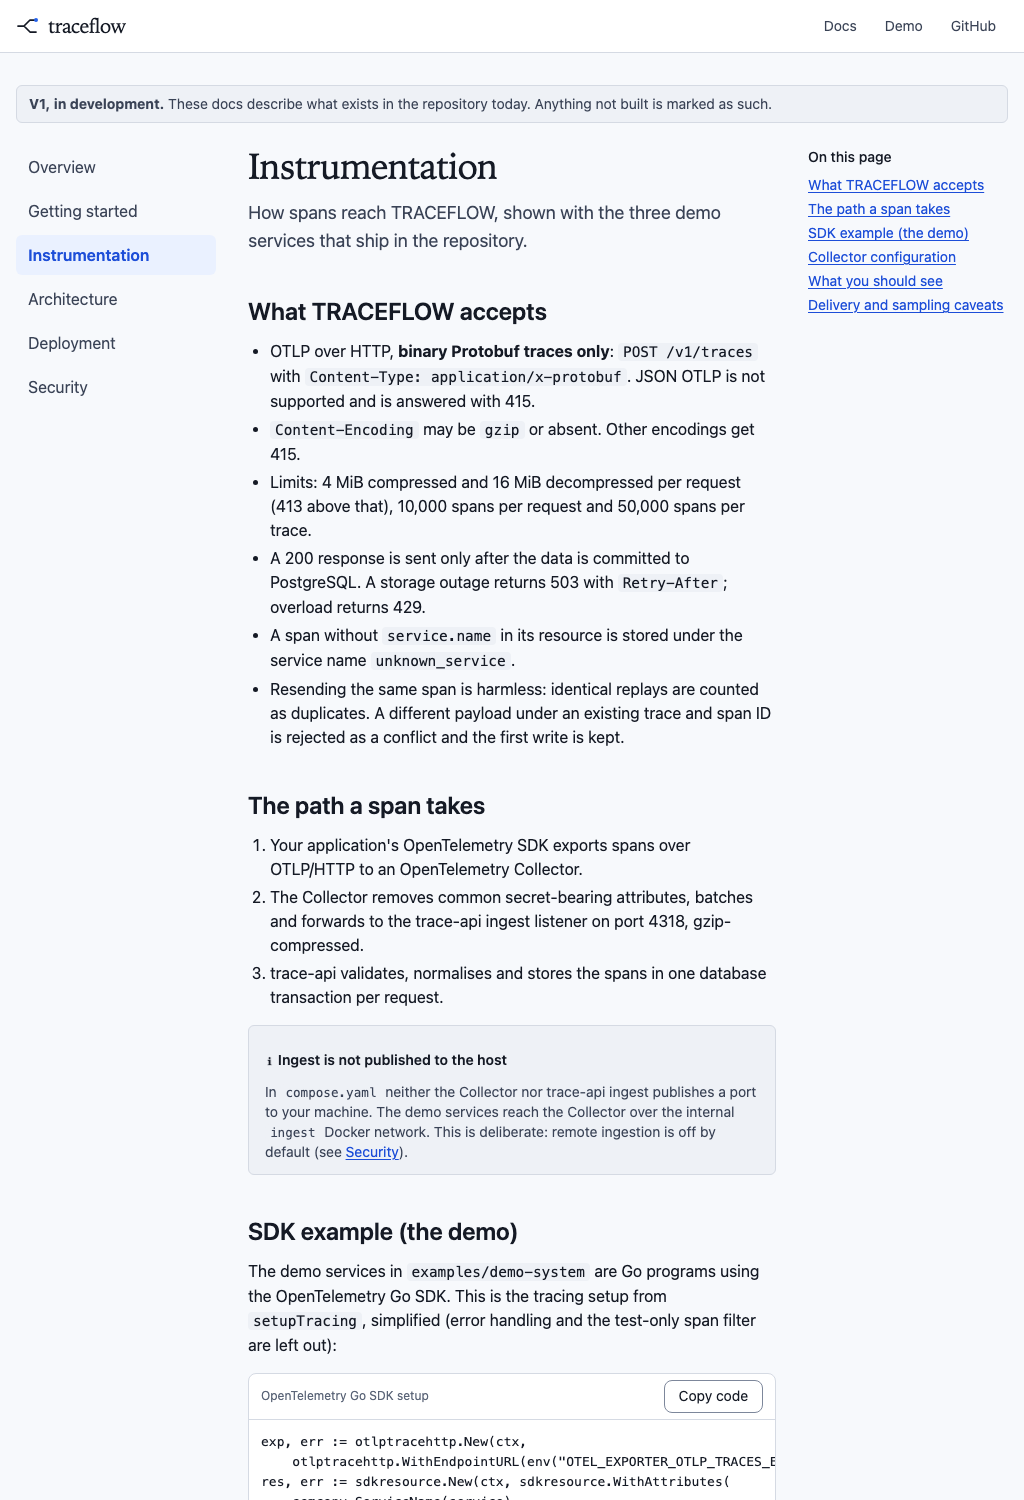 traceflow
Docs
Demo
GitHub
V1, in development. These docs describe what exists in the repository today. Anything not built is marked as such.
Overview
Getting started
Instrumentation
Architecture
Deployment
Security
Instrumentation
How spans reach TRACEFLOW, shown with the three demo
services that ship in the repository.
What TRACEFLOW accepts
• OTLP over HTTP, binary Protobuf traces only: POST /v1/traces
with Content-Type: application/x-protobuf. JSON OTLP is not
supported and is answered with 415.
• Content-Encoding may be gzip or absent. Other encodings get
415.
• Limits: 4 MiB compressed and 16 MiB decompressed per request
(413 above that), 10,000 spans per request and 50,000 spans per
trace.
• A 200 response is sent only after the data is committed to
PostgreSQL. A storage outage returns 503 with Retry-After;
overload returns 429.
• A span without service.name in its resource is stored under the
service name unknown_service.
• Resending the same span is harmless: identical replays are counted
as duplicates. A different payload under an existing trace and span ID
is rejected as a conflict and the first write is kept.
The path a span takes
1. Your application's OpenTelemetry SDK exports spans over
OTLP/HTTP to an OpenTelemetry Collector.
2. The Collector removes common secret-bearing attributes, batches
and forwards to the trace-api ingest listener on port 4318, gzip-
compressed.
3. trace-api validates, normalises and stores the spans in one database
transaction per request.
ℹ Ingest is not published to the host
In compose.yaml neither the Collector nor trace-api ingest publishes a port
to your machine. The demo services reach the Collector over the internal
ingest Docker network. This is deliberate: remote ingestion is off by
default (see Security).
SDK example (the demo)
The demo services in examples/demo-system are Go programs using
the OpenTelemetry Go SDK. This is the tracing setup from
setupTracing, simplified (error handling and the test-only span filter
are left out):
OpenTelemetry Go SDK setup
Copy code
exp, err := otlptracehttp.New(ctx,
otlptracehttp.WithEndpointURL(env("OTEL_EXPORTER_OTLP_TRACES_E
res, err := sdkresource.New(ctx, sdkresource.WithAttributes(
On this page
What TRACEFLOW accepts
The path a span takes
SDK example (the demo)
Collector configuration
What you should see
Delivery and sampling caveats